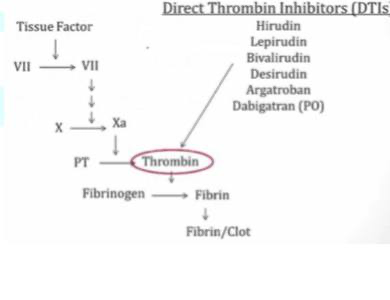 Direct Thrombin Inhibitors (DTIs)
Tissue Factor
Hirudin
Lepirudin
Bivalirudin
Desirudin
Argatroban
Dabigatran (PO)
VII VII
X Xa
PT Thrombin
Fibrinogen Fibrin
Fibrin/Clot